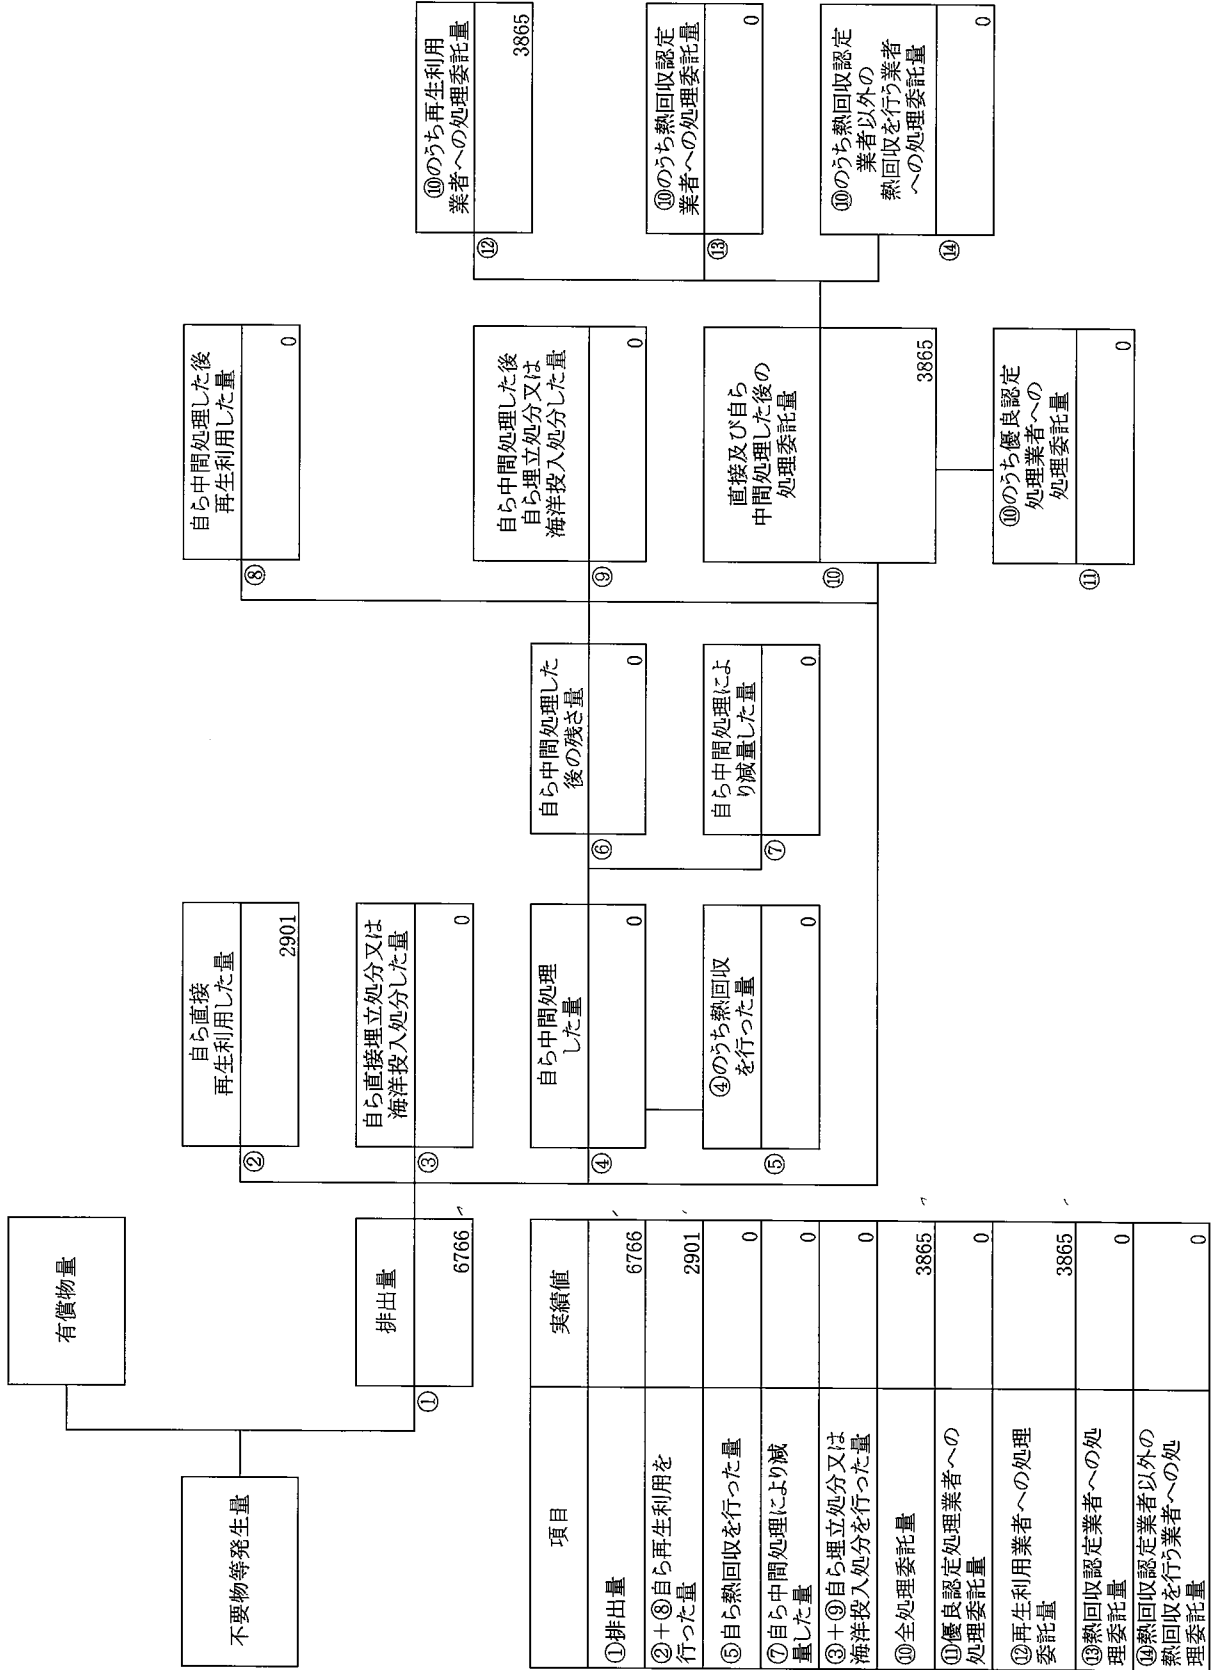 不要物等発生量
有償物量
①
排出量
6766
②
自ら直接
再生利用した量
2901
③
自ら直接埋立処分又は
海洋投入処分した量
0
④
自ら中間処理
した量
0
⑤
④のうち熱回収
を行った量
0
⑥
自ら中間処理した
後の残さ量
0
⑦
自ら中間処理によ
り減量した量
0
⑧
自ら中間処理した後
再生利用した量
0
⑨
自ら中間処理した後
自ら埋立処分又は
海洋投入処分した量
0
⑩
直接及び自ら
中間処理した後の
処理委託量
3865
⑪
⑩のうち優良認定
処理業者への
処理委託量
0
⑫
⑩のうち再生利用
業者への処理委託量
3865
⑬
⑩のうち熱回収認定
業者への処理委託量
0
⑭
⑩のうち熱回収認定
業者以外の
熱回収を行う業者
への処理委託量
0
項目 実績値
①排出量 6766
②＋⑧自ら再生利用を
行った量 2901
⑤自ら熱回収を行った量 0
⑦自ら中間処理により減
量した量 0
③＋⑨自ら埋立処分又は
海洋投入処分を行った量 0
⑩全処理委託量 3865
⑪優良認定処理業者への
処理委託量 0
⑫再生利用業者への処理
委託量 3865
⑬熱回収認定業者への処
理委託量 0
⑭熱回収認定業者以外の
熱回収を行う業者への処
理委託量 0